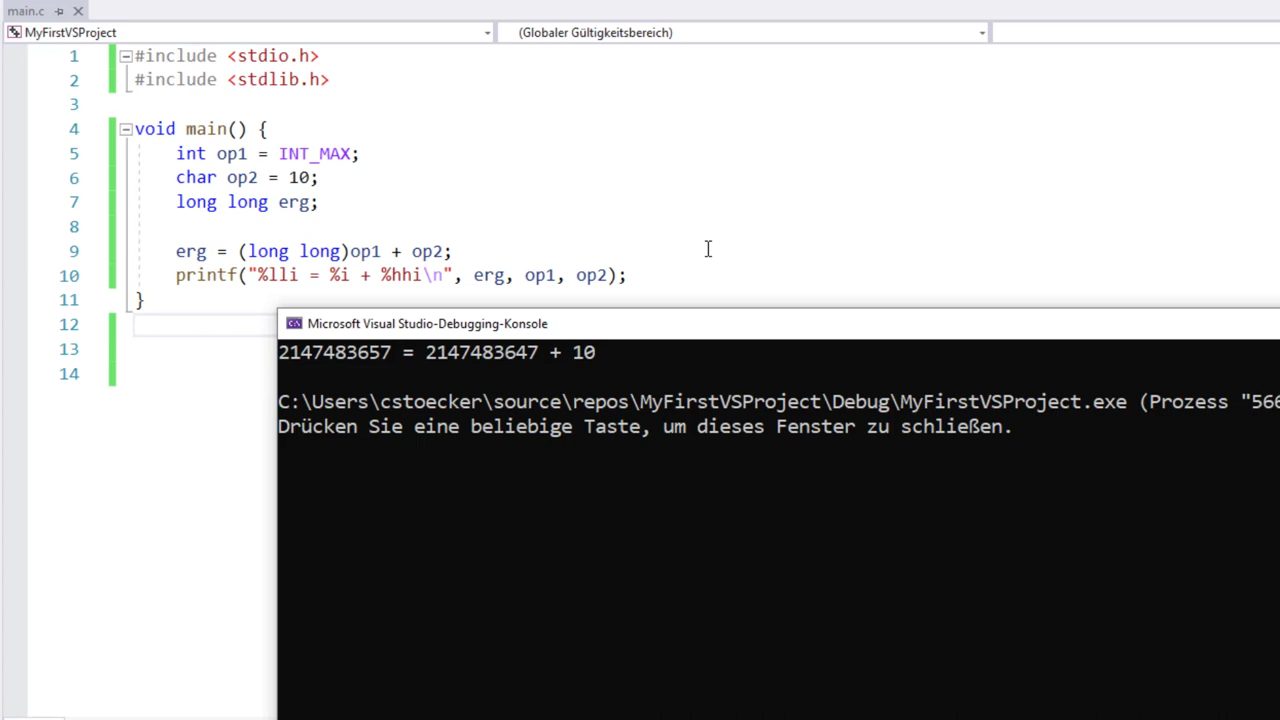 main.c
MyFirstVSProject (Globaler Gültigkeitsbereich)
1 #include <stdio.h>
2 #include <stdlib.h>
3
4 void main() {
5 int op1 = INT_MAX;
6 char op2 = 10;
7 long long erg;
8
9 erg = (long long)op1 + op2;
10 printf("%lli = %i + %hhi\n", erg, op1, op2);
11 }
12
13
14
Microsoft Visual Studio-Debugging-Konsole
2147483657 = 2147483647 + 10
C:\Users\cstoecker\source\repos\MyFirstVSProject\Debug\MyFirstVSProject.exe (Prozess "566
Drücken Sie eine beliebige Taste, um dieses Fenster zu schließen.